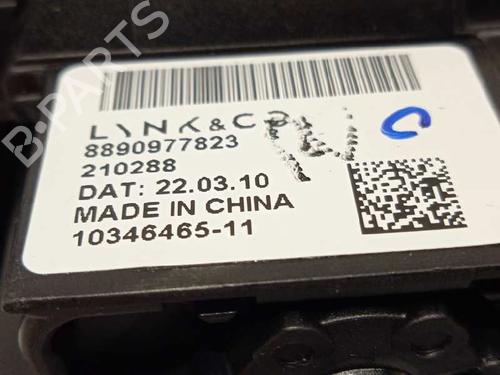 LYNK & CO
8890977823
210288
DAT: 22.03.10
MADE IN CHINA
10346465-11
B-PARTS